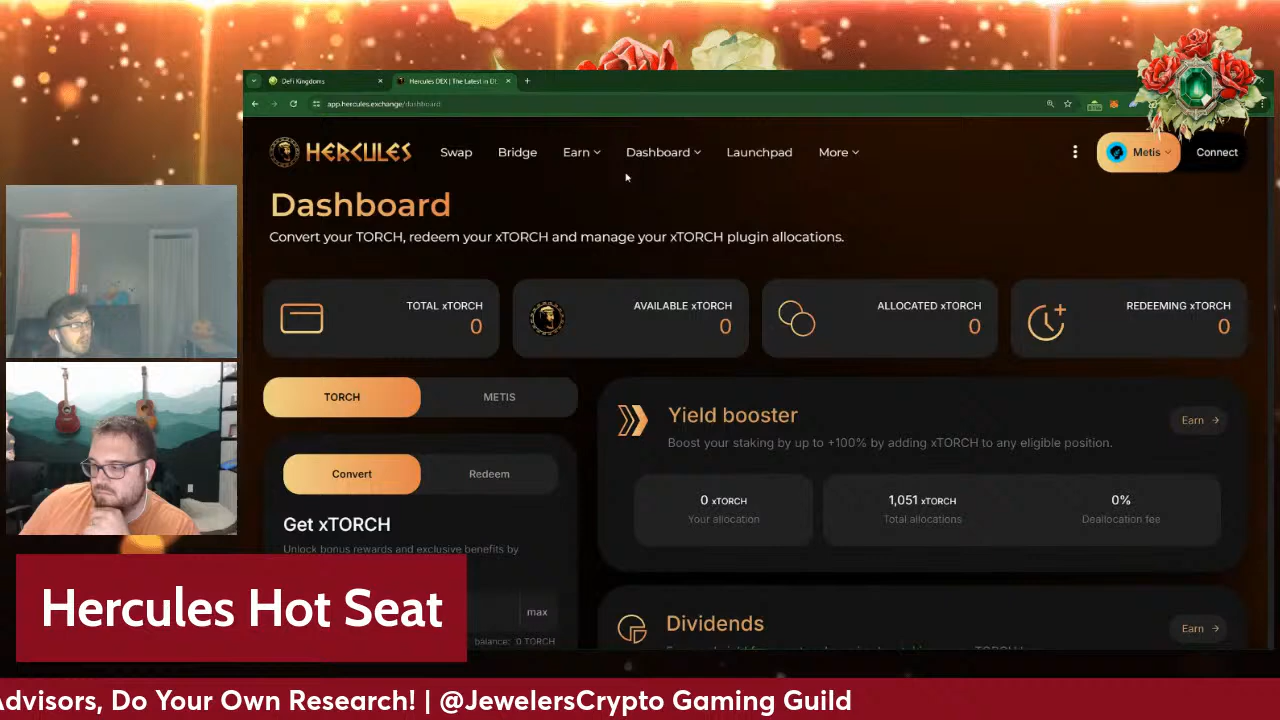 DeFi Kingdoms
Hercules DEX | The Latest in D
app.hercules.exchange/dashboard
HERCULES
Swap
Bridge
Earn
Dashboard
Launchpad
More
Metis
Connect
Dashboard
Convert your TORCH, redeem your xTORCH and manage your xTORCH plugin allocations.
TOTAL xTORCH
0
AVAILABLE xTORCH
0
ALLOCATED xTORCH
0
REDEEMING xTORCH
0
TORCH
METIS
Convert
Redeem
Get xTORCH
Unlock bonus rewards and exclusive benefits by
max
balance: 0 TORCH
Yield booster
Earn
Boost your staking by up to +100% by adding xTORCH to any eligible position.
0 xTORCH
Your allocation
1,051 xTORCH
Total allocations
0%
Deallocation fee
Dividends
Earn
Hercules Hot Seat
Advisors, Do Your Own Research! | @JewelersCrypto Gaming Guild